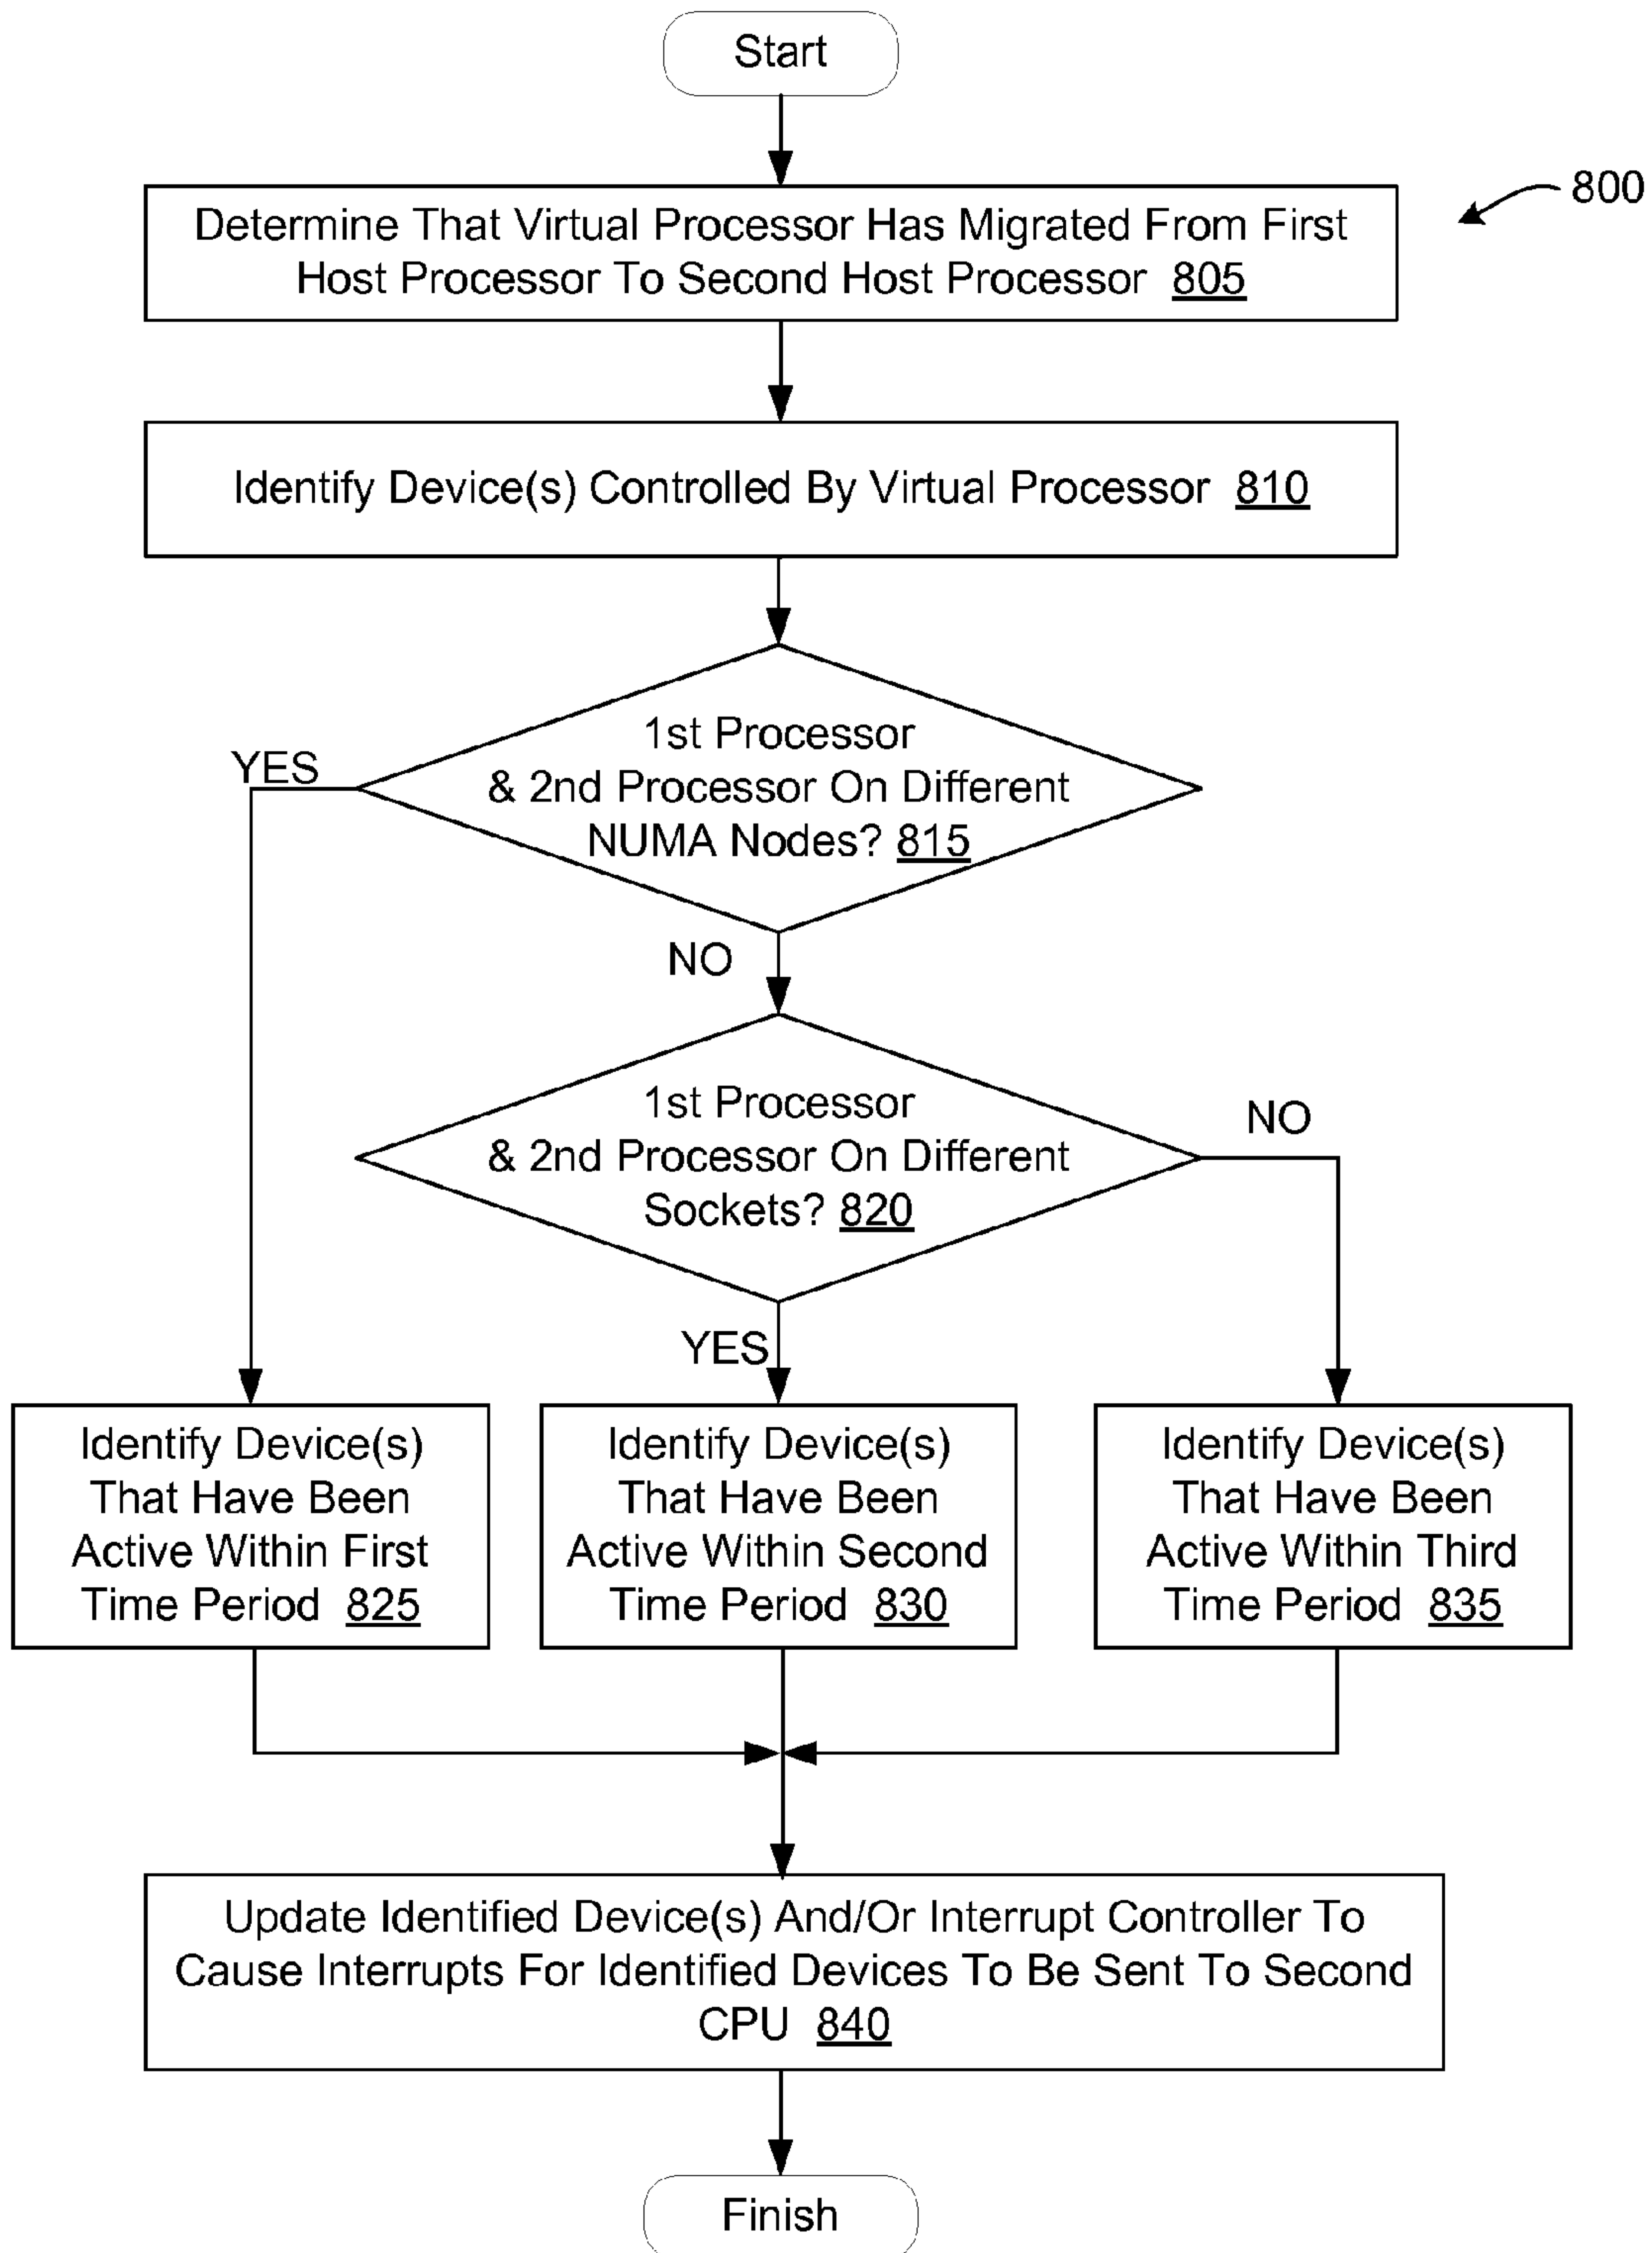 Start
800
Determine That Virtual Processor Has Migrated From First
Host Processor To Second Host Processor 805
Identify Device(s) Controlled By Virtual Processor 810
1st Processor
& 2nd Processor On Different
NUMA Nodes? 815
YES
NO
1st Processor
& 2nd Processor On Different
Sockets? 820
NO
YES
Identify Device(s)
That Have Been
Active Within First
Time Period 825
Identify Device(s)
That Have Been
Active Within Second
Time Period 830
Identify Device(s)
That Have Been
Active Within Third
Time Period 835
Update Identified Device(s) And/Or Interrupt Controller To
Cause Interrupts For Identified Devices To Be Sent To Second
CPU 840
Finish